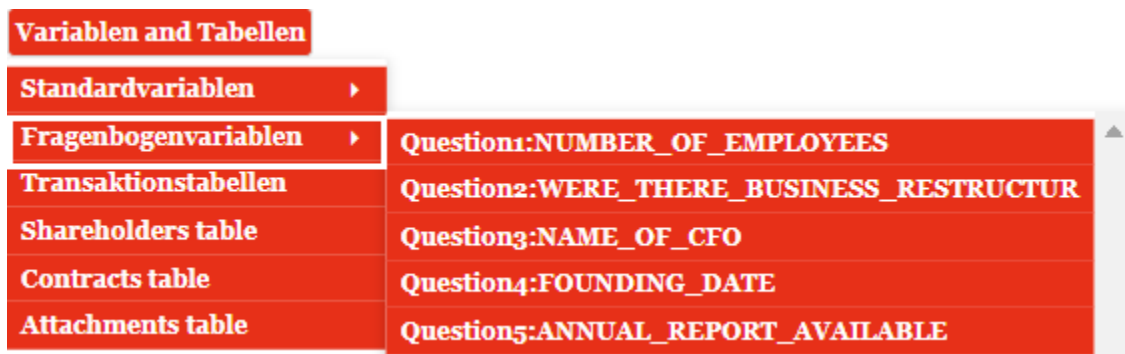 Variablen and Tabellen
Standardvariablen
Fragenbogenvariablen
Transaktionstabellen
Shareholders table
Contracts table
Attachments table
Question1:NUMBER_OF_EMPLOYEES
Question2:WERE_THERE_BUSINESS_RESTRUCTUR
Question3:NAME_OF_CFO
Question4:FOUNDING_DATE
Question5:ANNUAL_REPORT_AVAILABLE